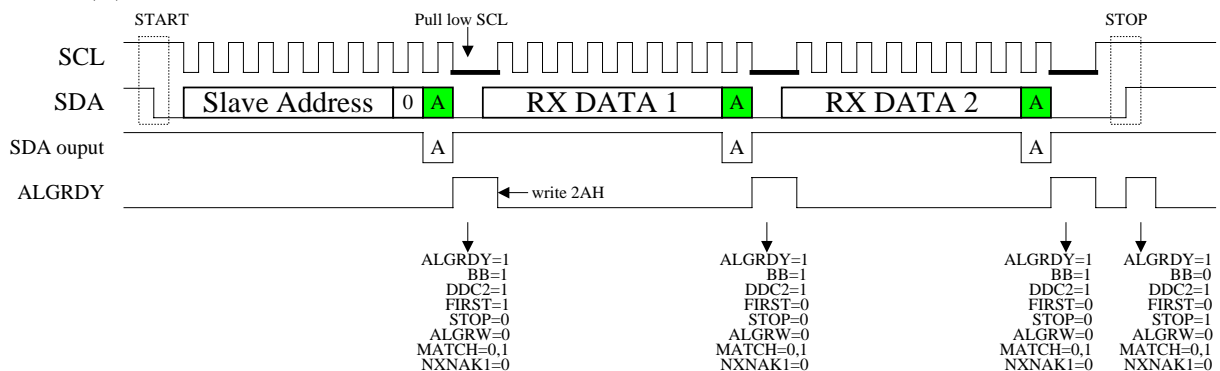 START
Pull low SCL
STOP
SCL
SDA
Slave Address 0 A RX DATA 1 A RX DATA 2 A
SDA ouput
A A A
ALGRDY
write 2AH
ALGRDY=1
BB=1
DDC2=1
FIRST=1
STOP=0
ALGRW=0
MATCH=0,1
NXNAK1=0
ALGRDY=1
BB=1
DDC2=1
FIRST=0
STOP=0
ALGRW=0
MATCH=0,1
NXNAK1=0
ALGRDY=1
BB=1
DDC2=1
FIRST=0
STOP=0
ALGRW=0
MATCH=0,1
NXNAK1=0
ALGRDY=1
BB=0
DDC2=1
FIRST=0
STOP=1
ALGRW=0
MATCH=0,1
NXNAK1=0